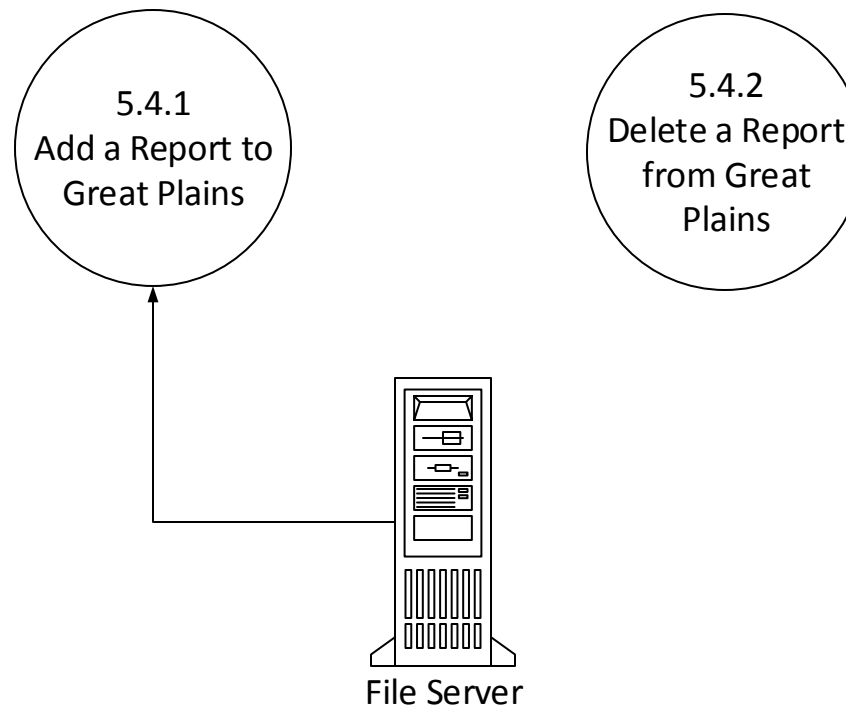 5.4.1
Add a Report to
Great Plains
5.4.2
Delete a Report
from Great
Plains
File Server